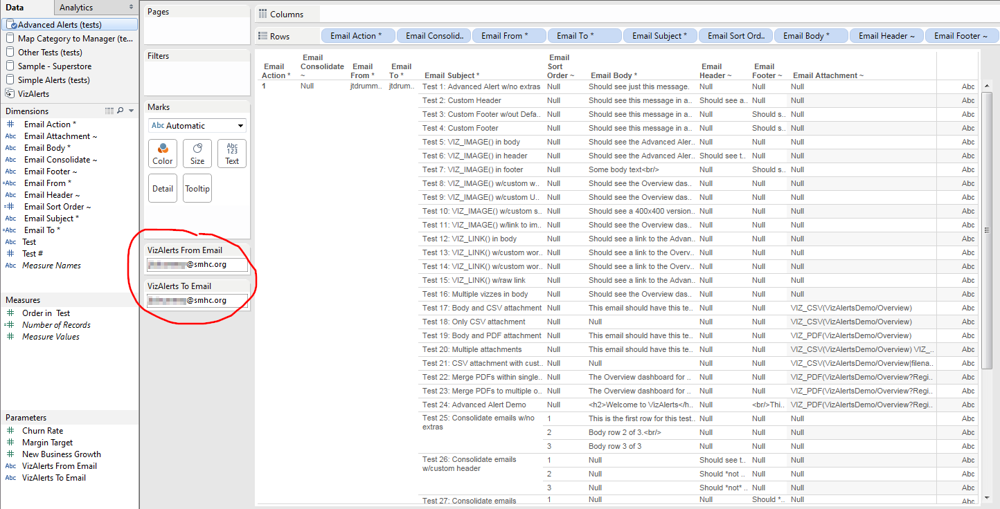 Data Analytics
Advanced Alerts (tests)
Map Category to Manager (te...
Other Tests (tests)
Sample - Superstore
Simple Alerts (tests)
VizAlerts
Dimensions
# Email Action *
Abc Email Attachment ~
Abc Email Body *
Abc Email Consolidate ~
Abc Email Footer ~
=Abc Email From *
Abc Email Header ~
=# Email Sort Order ~
Abc Email Subject *
=Abc Email To *
Abc Test
# Test #
Abc Measure Names
Measures
# Order in Test
=# Number of Records
# Measure Values
Parameters
# Churn Rate
# Margin Target
# New Business Growth
Abc VizAlerts From Email
Abc VizAlerts To Email
Pages
Filters
Marks
Abc Automatic
Color Size Abc 123 Text
Detail Tooltip
VizAlerts From Email
@smhc.org
VizAlerts To Email
@smhc.org
Columns
Rows Email Action * Email Consolid.. Email From * Email To * Email Subject * Email Sort Ord.. Email Body * Email Header ~ Email Footer ~
Email Action * Email Consolidate ~ Email From * Email To * Email Subject * Email Sort Order ~ Email Body * Email Header ~ Email Footer ~ Email Attachment ~
1 Null jtdrumm.. jtdrum.. Test 1: Advanced Alert w/no extras Null Should see just this message. Null Null Null Abc
Test 2: Custom Header Null Should see this message in a.. Should see a.. Null Null Abc
Test 3: Custom Footer w/out Defa.. Null Should see this message in a.. Null Should s.. Null Abc
Test 4: Custom Footer Null Should see this message in a.. Null Should s.. Null Abc
Test 5: VIZ_IMAGE() in body Null Should see the Advanced Aler.. Null Null Null Abc
Test 6: VIZ_IMAGE() in header Null Should see the Advanced Aler.. Should see t.. Null Null Abc
Test 7: VIZ_IMAGE() in footer Null Some body text<br/> Null Should s.. Null Abc
Test 8: VIZ_IMAGE() w/custom w.. Null Should see the Overview das.. Null Null Null Abc
Test 9: VIZ_IMAGE() w/custom U.. Null Should see the Overview das.. Null Null Null Abc
Test 10: VIZ_IMAGE() w/custom s.. Null Should see a 400x400 version.. Null Null Null Abc
Test 11: VIZ_IMAGE() w/link to im.. Null Should see the Overview das.. Null Null Null Abc
Test 12: VIZ_LINK() in body Null Should see a link to the Advan.. Null Null Null Abc
Test 13: VIZ_LINK() w/custom wor.. Null Should see a link to the Overv.. Null Null Null Abc
Test 14: VIZ_LINK() w/custom wor.. Null Should see a link to the Overv.. Null Null Null Abc
Test 15: VIZ_LINK() w/raw link Null Should see a link to the Advan.. Null Null Null Abc
Test 16: Multiple vizzes in body Null Should see the Overview das.. Null Null Null Abc
Test 17: Body and CSV attachment Null This email should have this te.. Null Null VIZ_CSV(VizAlertsDemo/Overview) Abc
Test 18: Only CSV attachment Null Null Null Null VIZ_CSV(VizAlertsDemo/Overview) Abc
Test 19: Body and PDF attachment Null This email should have this te.. Null Null VIZ_PDF(VizAlertsDemo/Overview) Abc
Test 20: Multiple attachments Null This email should have this te.. Null Null VIZ_CSV(VizAlertsDemo/Overview) VIZ_.. Abc
Test 21: CSV attachment with cust.. Null Null Null Null VIZ_CSV(VizAlertsDemo/Overview|filena.. Abc
Test 22: Merge PDFs within single.. Null The Overview dashboard for .. Null Null VIZ_PDF(VizAlertsDemo/Overview?Regi.. Abc
Test 23: Merge PDFs to multiple o.. Null The Overview dashboard for .. Null Null VIZ_PDF(VizAlertsDemo/Overview?Regi.. Abc
Test 24: Advanced Alert Demo Null <h2>Welcome to VizAlerts</h.. Null <br/>Thi.. VIZ_PDF(VizAlertsDemo/Overview?Regi.. Abc
Test 25: Consolidate emails w/no extras 1 This is the first row for this test.. Null Null Null Abc
2 Body row 2 of 3.<br/> Null Null Null Abc
3 Body row 3 of 3 Null Null Null Abc
Test 26: Consolidate emails w/custom header 1 Null Should see t.. Null Null Abc
2 Null Should *not .. Null Null Abc
3 Null Should *not* .. Null Null Abc
Test 27: Consolidate emails 1 Null Null Should *.. Null Abc